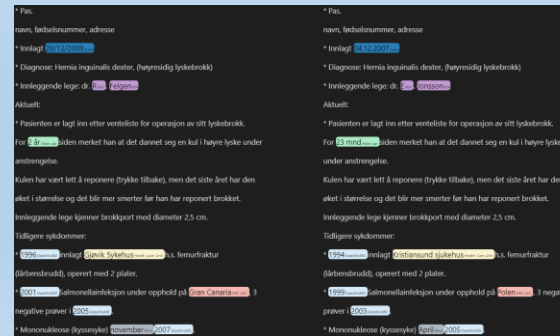 * Pas.
navn, fødselsnummer, adresse
* Innlagt 29/12/2009
* Diagnose: Hernia inguinalis dexter, (høyresidig lyskebrokk)
* Innleggende lege: dr. R. Felgen
Aktuelt:
* Pasienten er lagt inn etter venteliste for operasjon av sitt lyskebrokk.
For 2 år siden merket han at det dannet seg en kul i høyre lyske under
anstrengelse.
Kulen har vært lett å reponere (trykke tilbake), men det siste året har den
øket i størrelse og det blir mer smerter før han har reponert brokket.
Innleggende lege kjenner brokkport med diameter 2,5 cm.
Tidligere sykdommer:
* 1996 innlagt Gjøvik Sykehus h.s. femurfraktur
(lårbensbrudd), operert med 2 plater.
* 2001 Salmonellainfeksjon under opphold på Gran Canaria , 3
negative prøver i 2005 .
* Mononukleose (kyssesyke) november 2007 .
* Pas.
navn, fødselsnummer, adresse
* Innlagt 04.12.2007
* Diagnose: Hernia inguinalis dexter, (høyresidig lyskebrokk)
* Innleggende lege: dr. E. Jonsson
Aktuelt:
* Pasienten er lagt inn etter venteliste for operasjon av sitt lyskebrokk.
For 23 mnd siden merket han at det dannet seg en kul i høyre lyske
under anstrengelse.
Kulen har vært lett å reponere (trykke tilbake), men det siste året har den
øket i størrelse og det blir mer smerter før han har reponert brokket.
Innleggende lege kjenner brokkport med diameter 2,5 cm.
Tidligere sykdommer:
* 1994 innlagt Kristiansund sjukehus h.s. femurfraktur
(lårbensbrudd), operert med 2 plater.
* 1999 Salmonellainfeksjon under opphold på Polen , 3 negative
prøver i 2003 .
* Mononukleose (kyssesyke) April 2005 .